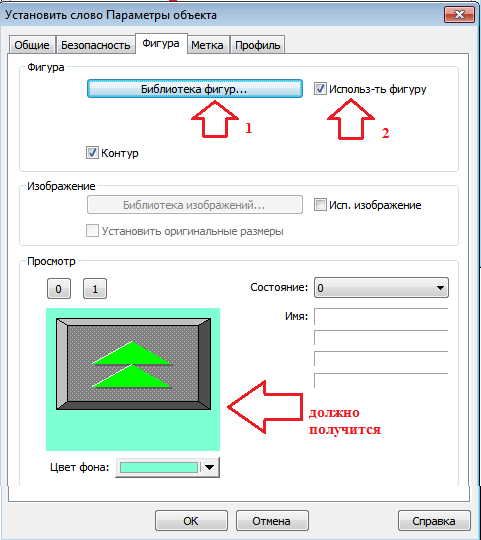 Установить слово Параметры объекта
Общие Безопасность Фигура Метка Профиль
Фигура
Библиотека фигур... Использ-ть фигуру
1 2
Контур
Изображение
Библиотека изображений... Исп. изображение
Установить оригинальные размеры
Просмотр
0 1 Состояние: 0
Имя:
должно
получится
Цвет фона:
ОК Отмена Справка